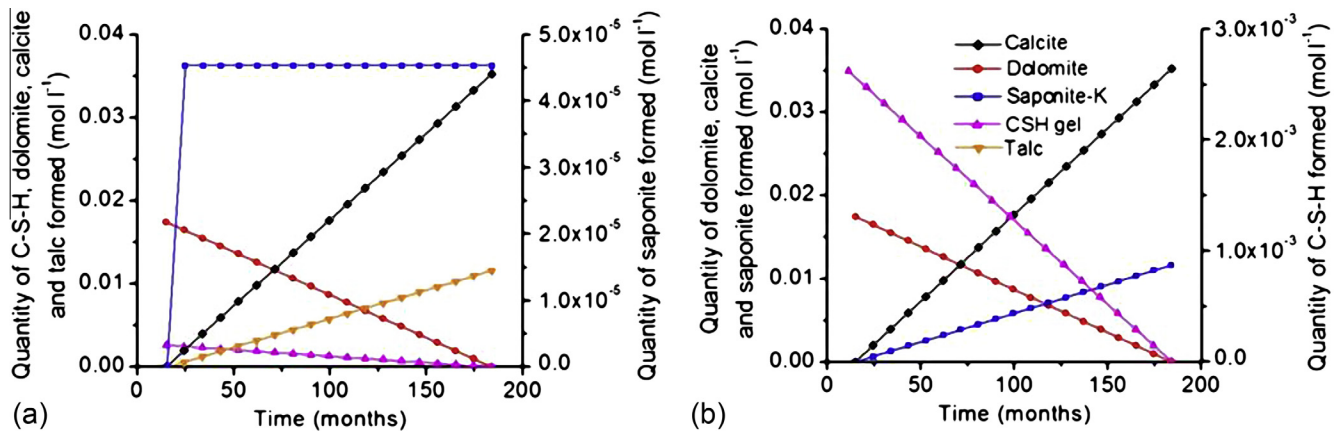 (a)
Quantity of C-S-H, dolomite, calcite
and talc formed (mol l⁻¹)
0.04
0.03
0.02
0.01
0.00
0
50
100
150
200
Time (months)
5.0x10⁻⁵
4.0x10⁻⁵
3.0x10⁻⁵
2.0x10⁻⁵
1.0x10⁻⁵
0
Quantity of saponite formed (mol l⁻¹)
(b)
Quantity of dolomite, calcite
and saponite formed (mol l⁻¹)
0.04
0.03
0.02
0.01
0.00
0
50
100
150
200
Time (months)
Calcite
Dolomite
Saponite-K
CSH gel
Talc
3.0x10⁻³
2.0x10⁻³
1.0x10⁻³
0.0
Quantity of C-S-H formed (mol l⁻¹)